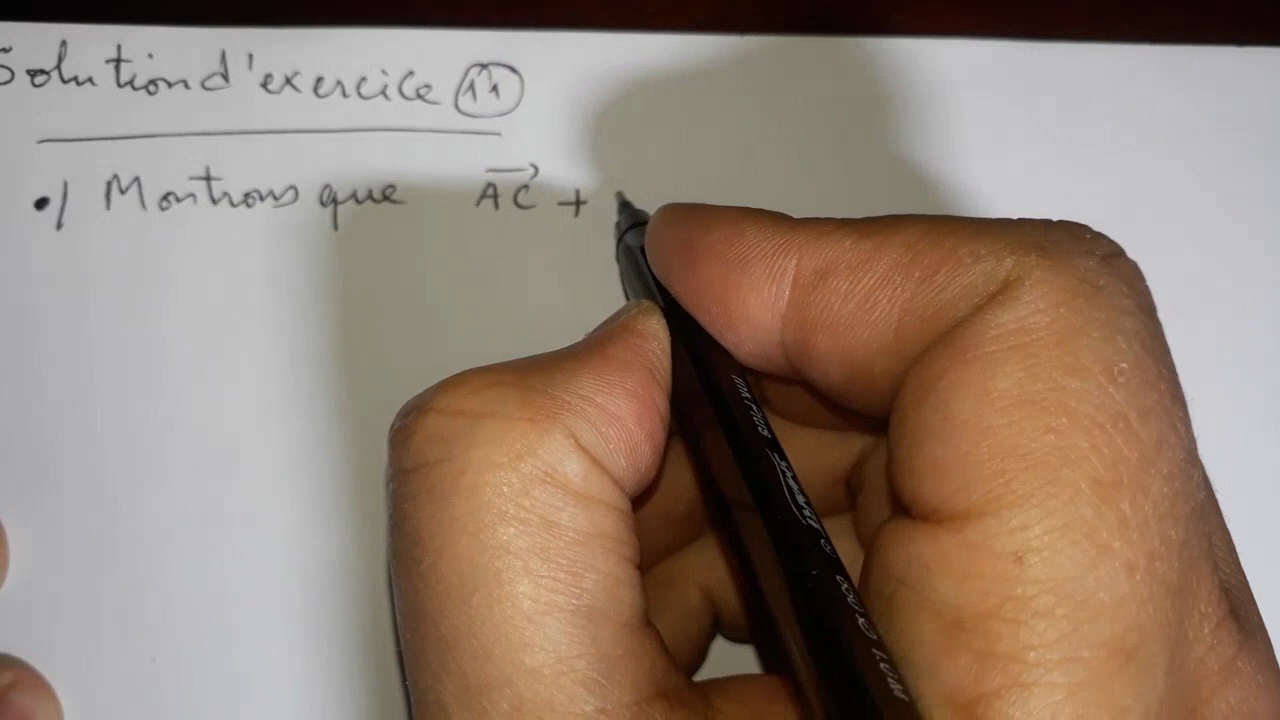 Solution d'exercice 11
•/ Montrons que AC⃗ +